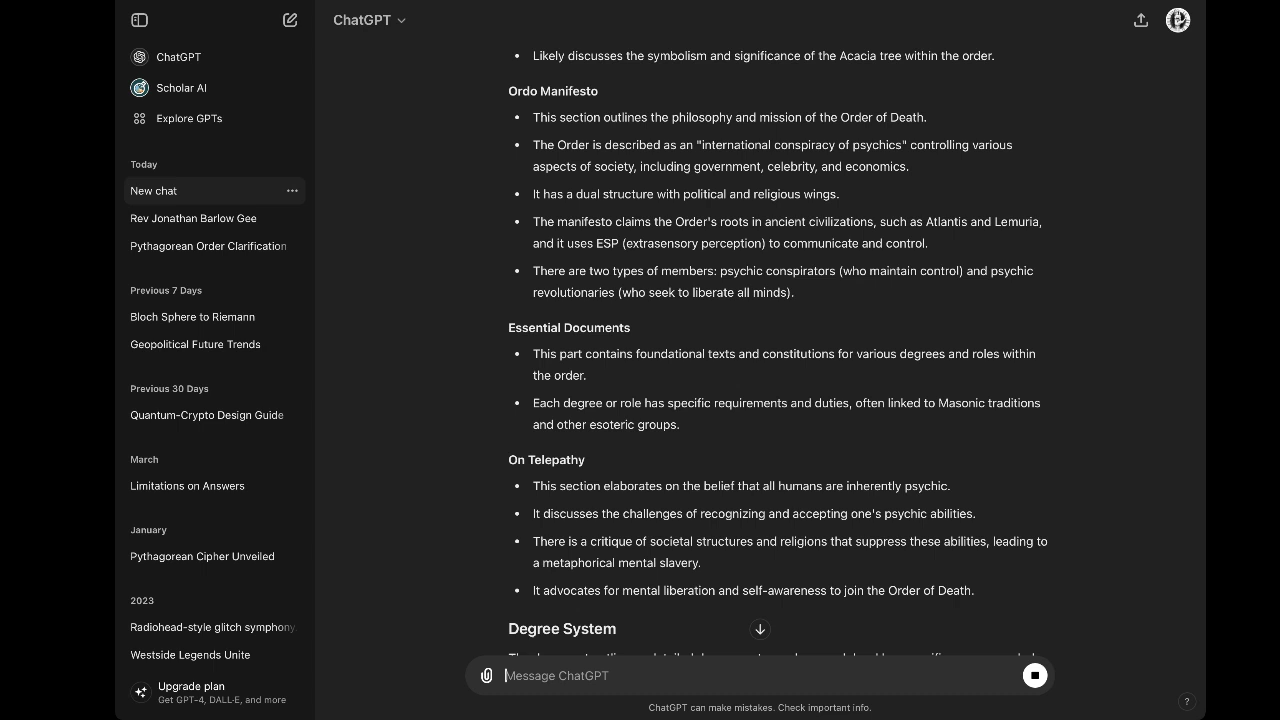 ChatGPT
Scholar AI
Explore GPTs
Today
New chat
Rev Jonathan Barlow Gee
Pythagorean Order Clarification
Previous 7 Days
Bloch Sphere to Riemann
Geopolitical Future Trends
Previous 30 Days
Quantum-Crypto Design Guide
March
Limitations on Answers
January
Pythagorean Cipher Unveiled
2023
Radiohead-style glitch symphony
Westside Legends Unite
Upgrade plan
Get GPT-4, DALL·E, and more
ChatGPT
• Likely discusses the symbolism and significance of the Acacia tree within the order.
Ordo Manifesto
• This section outlines the philosophy and mission of the Order of Death.
• The Order is described as an "international conspiracy of psychics" controlling various
aspects of society, including government, celebrity, and economics.
• It has a dual structure with political and religious wings.
• The manifesto claims the Order's roots in ancient civilizations, such as Atlantis and Lemuria,
and it uses ESP (extrasensory perception) to communicate and control.
• There are two types of members: psychic conspirators (who maintain control) and psychic
revolutionaries (who seek to liberate all minds).
Essential Documents
• This part contains foundational texts and constitutions for various degrees and roles within
the order.
• Each degree or role has specific requirements and duties, often linked to Masonic traditions
and other esoteric groups.
On Telepathy
• This section elaborates on the belief that all humans are inherently psychic.
• It discusses the challenges of recognizing and accepting one's psychic abilities.
• There is a critique of societal structures and religions that suppress these abilities, leading to
a metaphorical mental slavery.
• It advocates for mental liberation and self-awareness to join the Order of Death.
Degree System
Message ChatGPT
ChatGPT can make mistakes. Check important info.
?